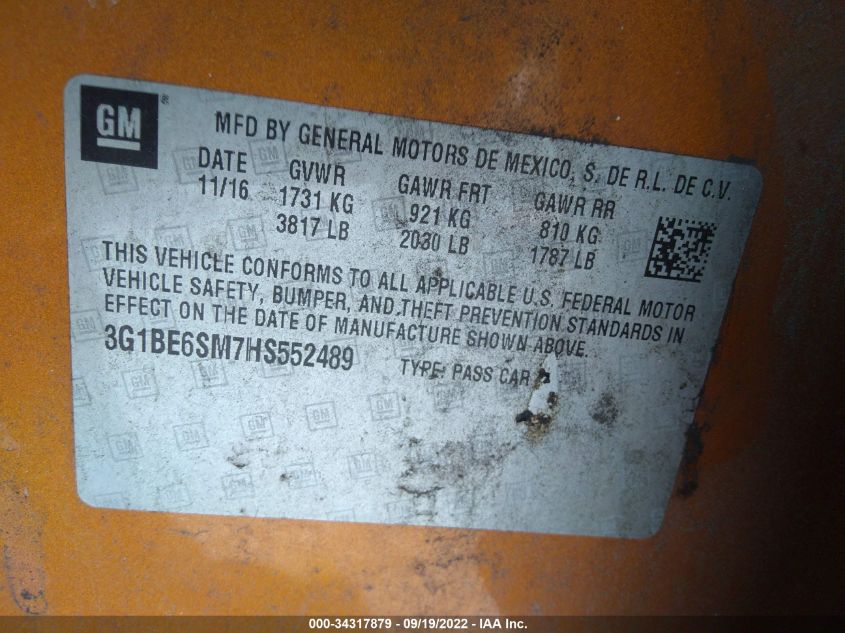 GM ®
MFD BY GENERAL MOTORS DE MEXICO, S. DE R.L. DE C.V.
DATE GVWR GAWR FRT GAWR RR
11/16 1731 KG 921 KG 810 KG
3817 LB 2030 LB 1787 LB
THIS VEHICLE CONFORMS TO ALL APPLICABLE U.S. FEDERAL MOTOR
VEHICLE SAFETY, BUMPER, AND THEFT PREVENTION STANDARDS IN
EFFECT ON THE DATE OF MANUFACTURE SHOWN ABOVE.
3G1BE6SM7HS552489 TYPE: PASS CAR
000-34317879 - 09/19/2022 - IAA Inc.